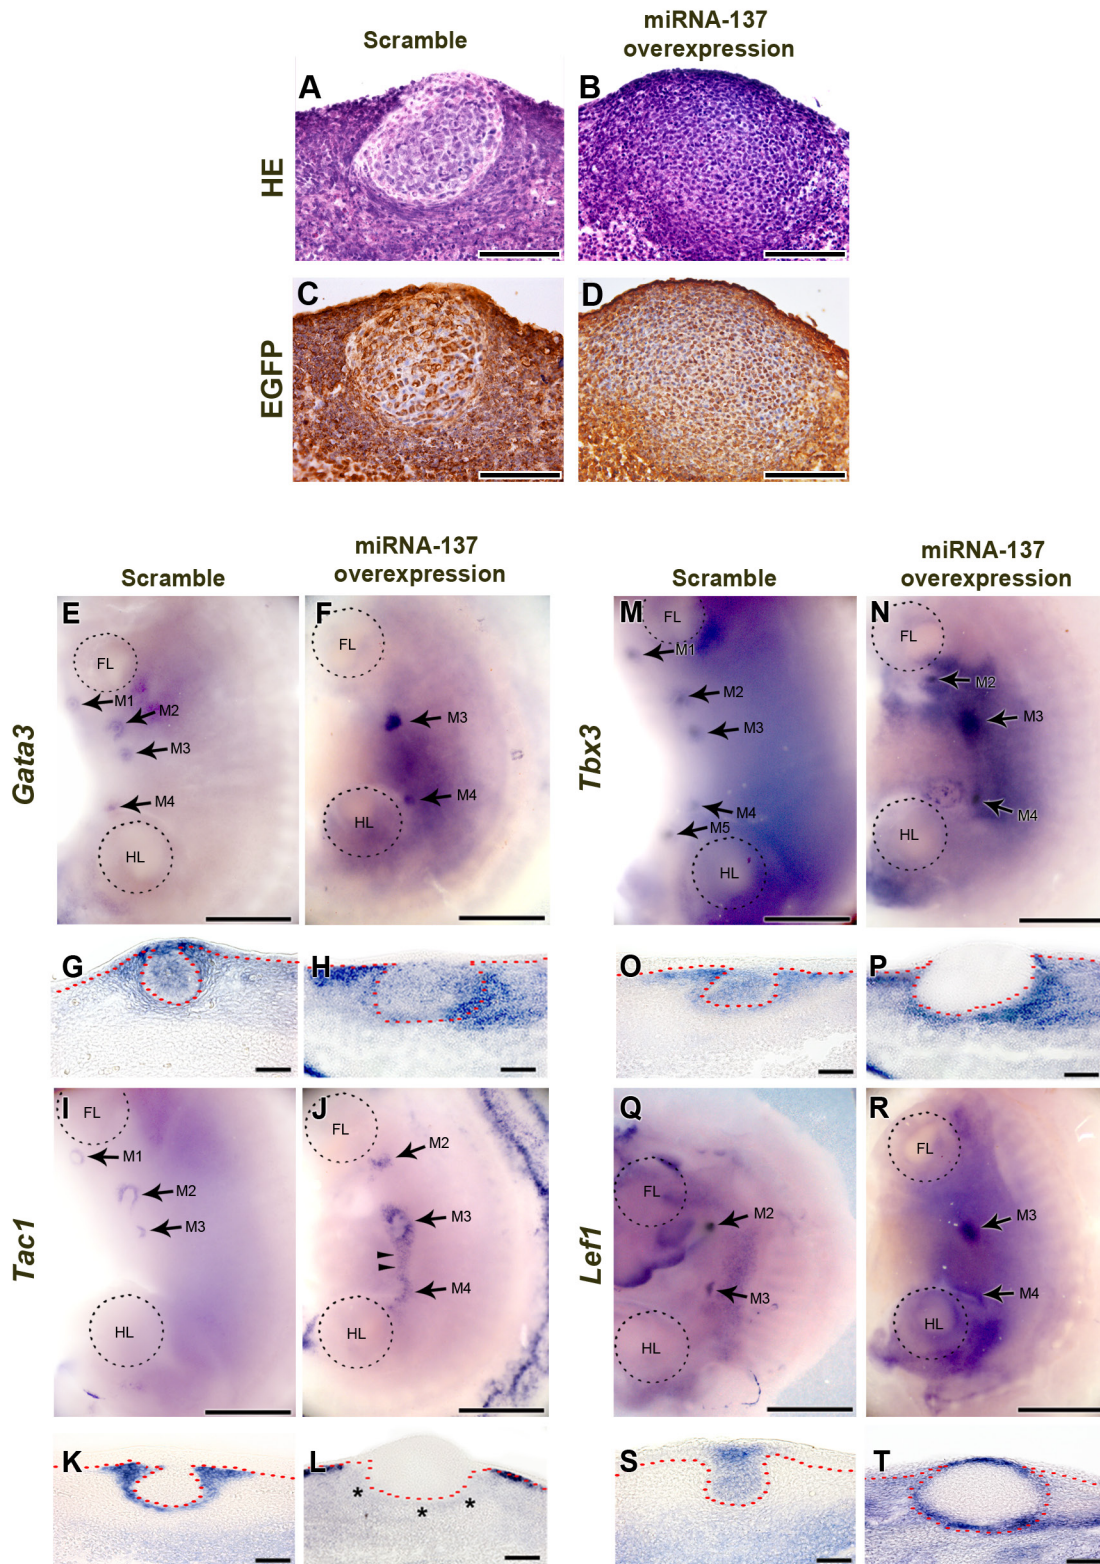 Scramble
miRNA-137
overexpression
HE
A
B
EGFP
C
D
Scramble
miRNA-137
overexpression
Scramble
miRNA-137
overexpression
Gata3
E
FL
M1
M2
M3
M4
HL
F
FL
M3
M4
HL
Tbx3
M
FL
M1
M2
M3
M4
M5
HL
N
FL
M2
M3
M4
HL
G
H
O
P
Tac1
I
FL
M1
M2
M3
HL
J
FL
M2
M3
M4
HL
Lef1
Q
FL
M2
M3
HL
R
FL
M3
M4
HL
K
L
* * *
S
T